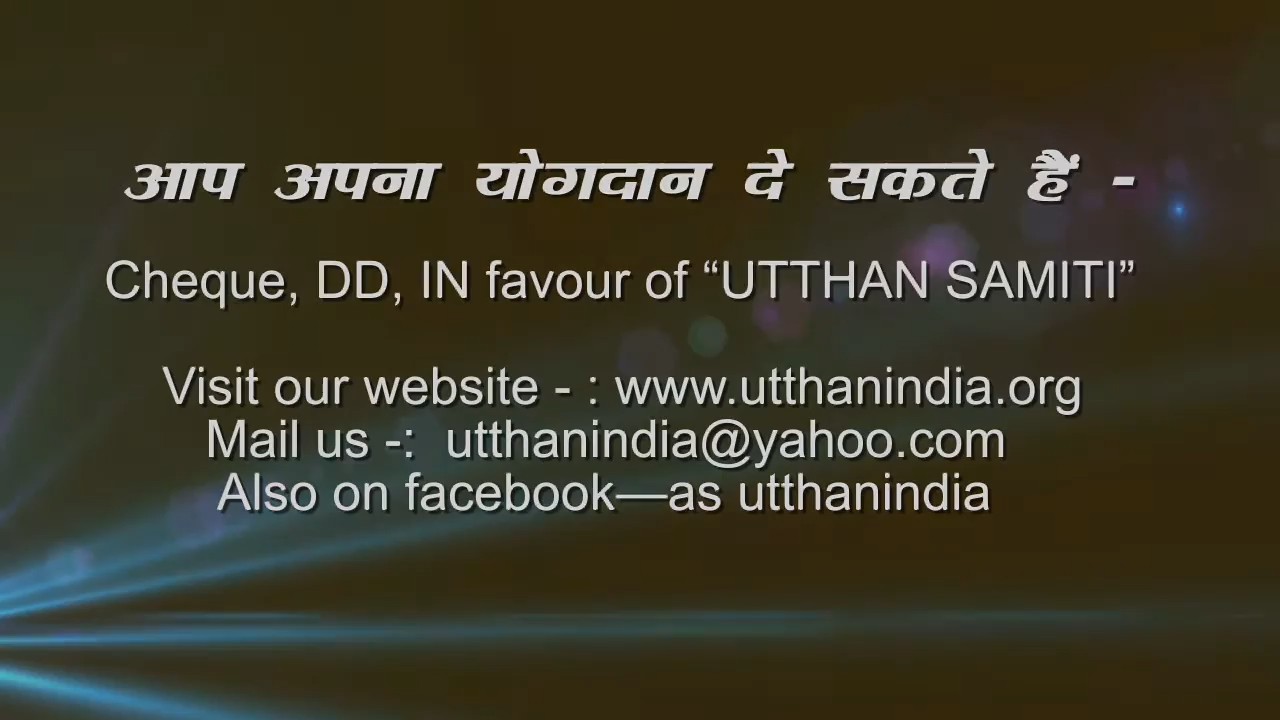 आप अपना योगदान दे सकते हैं -
Cheque, DD, IN favour of “UTTHAN SAMITI”
Visit our website - : www.utthanindia.org
Mail us -: utthanindia@yahoo.com
Also on facebook—as utthanindia